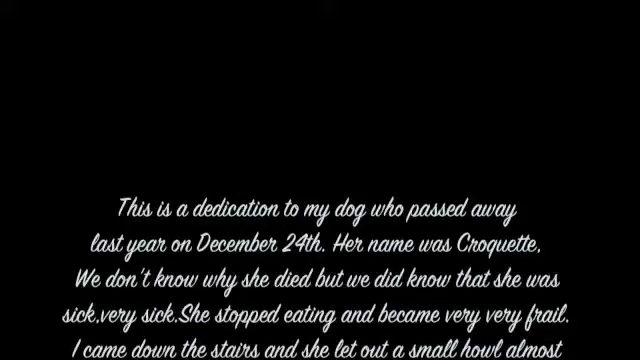 This is a dedication to my dog who passed away
last year on December 24th. Her name was Croquette,
We don't know why she died but we did know that she was
sick,very sick.She stopped eating and became very very frail.
I came down the stairs and she let out a small howl almost